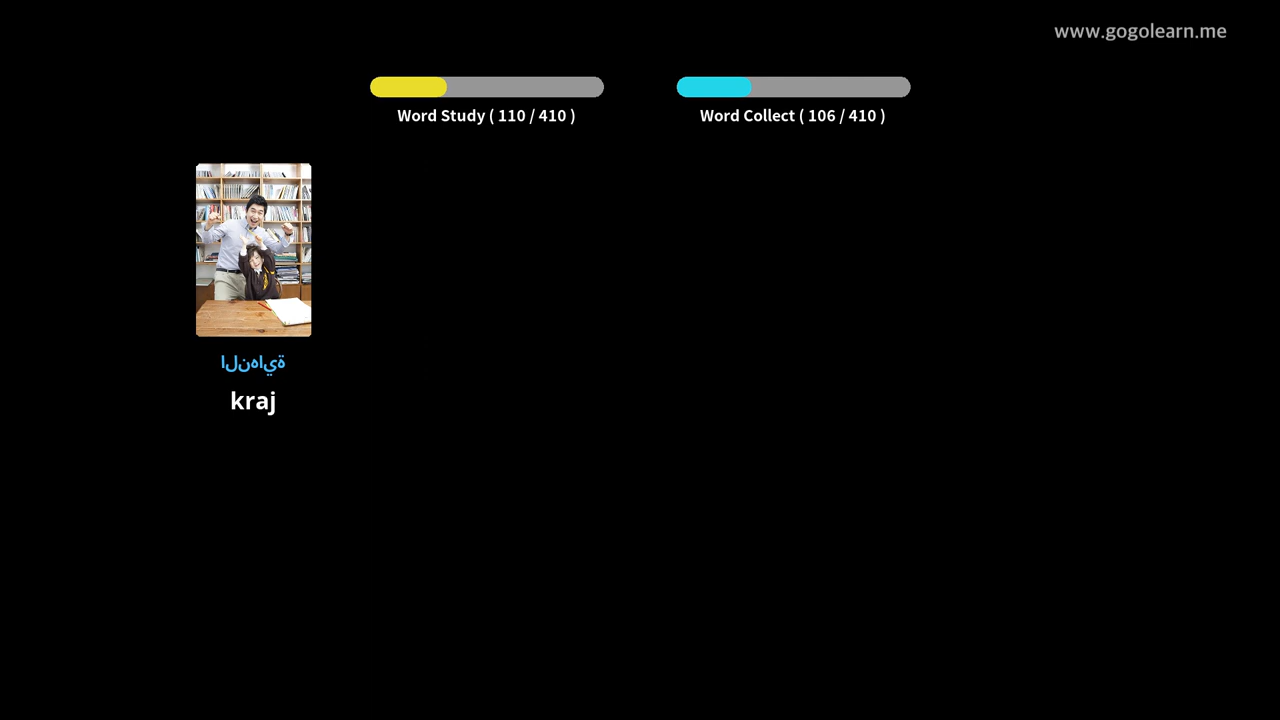 www.gogolearn.me
Word Study ( 110 / 410 )
Word Collect ( 106 / 410 )
النهاية
kraj